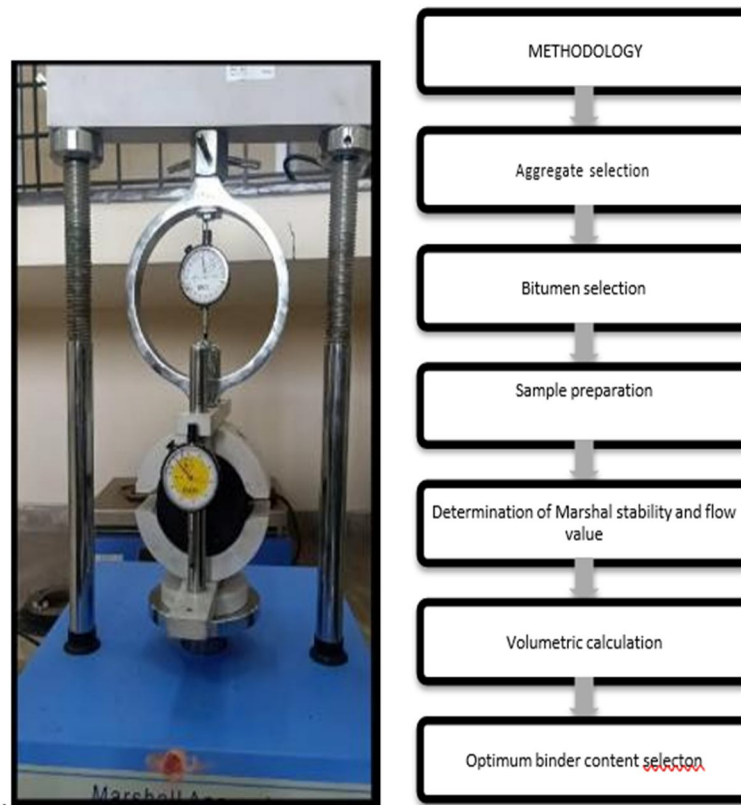 METHODOLOGY
Aggregate selection
Bitumen selection
Sample preparation
Determination of Marshal stability and flow
value
Volumetric calculation
Optimum binder content selecton
Marshall